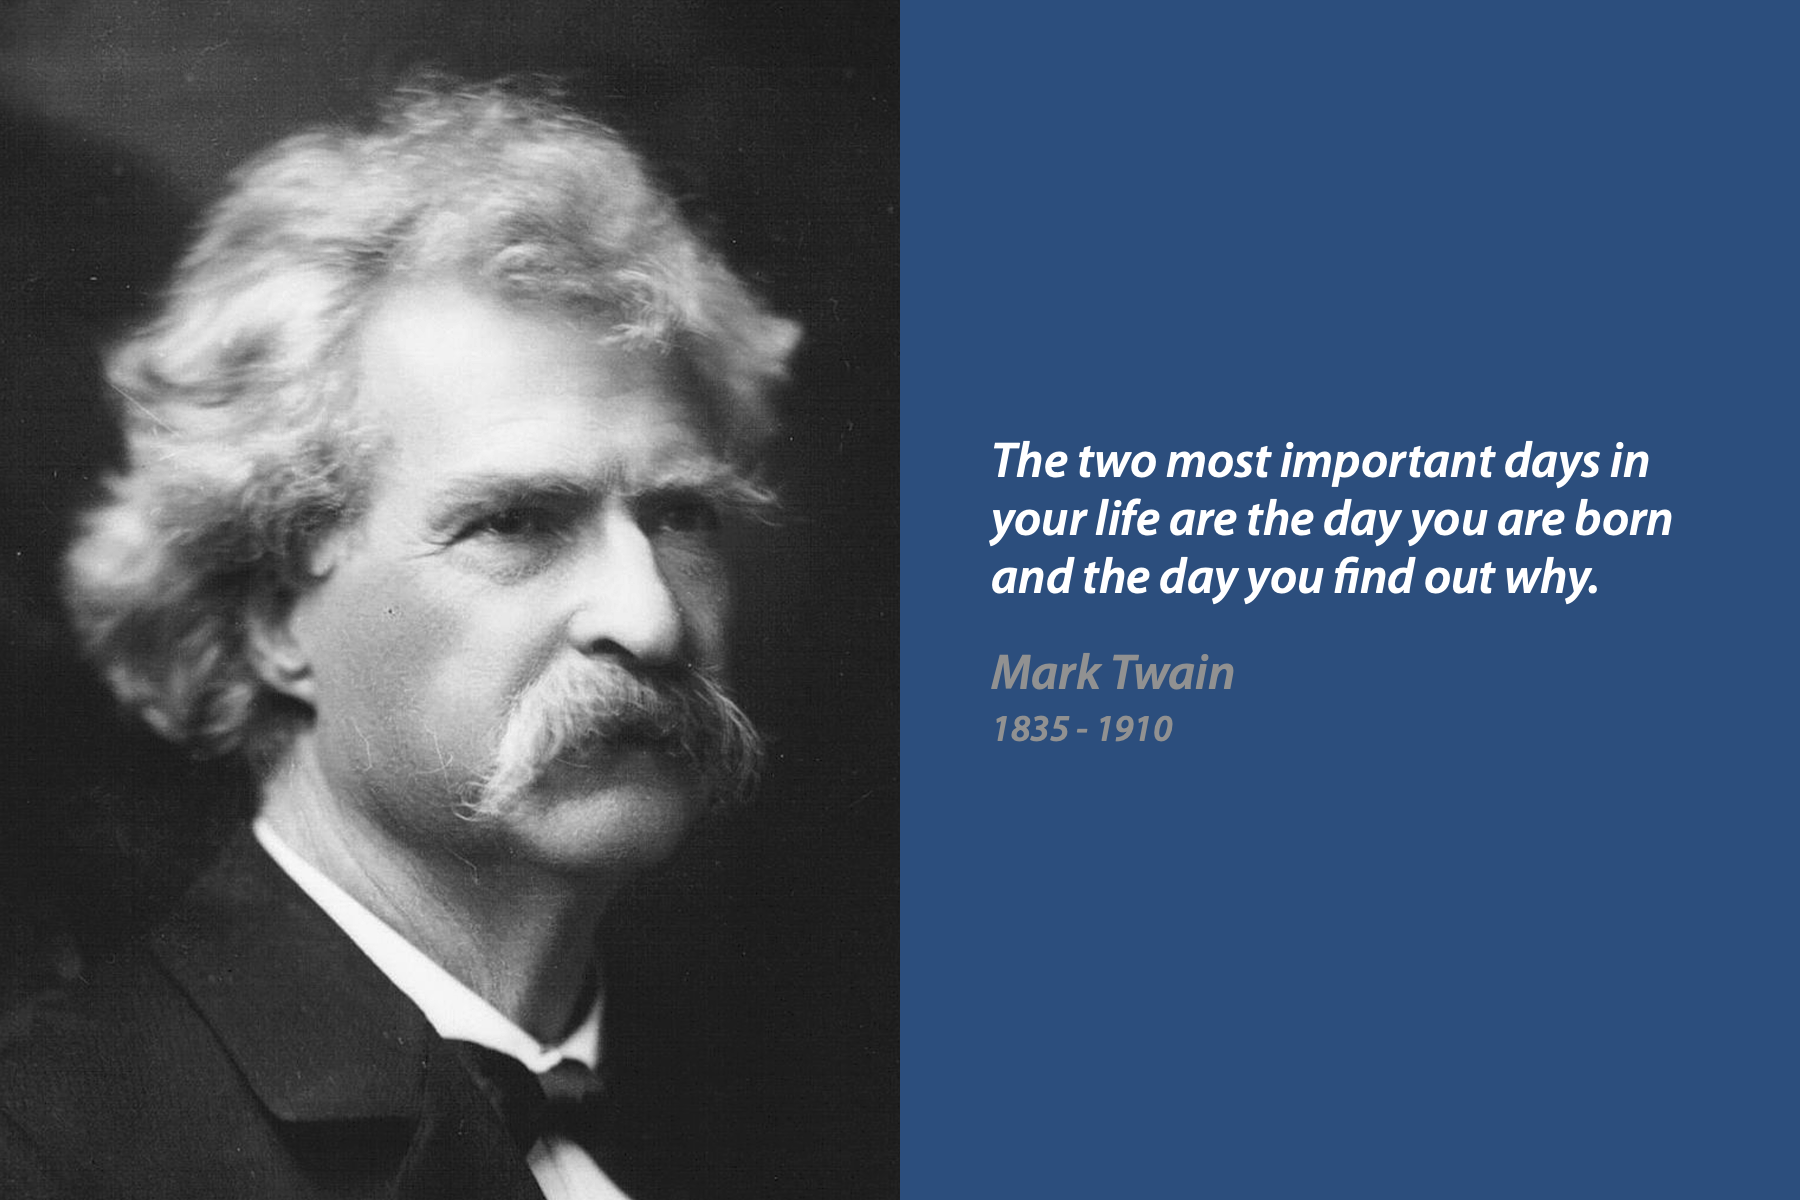 The two most important days in
your life are the day you are born
and the day you find out why.
Mark Twain
1835 - 1910